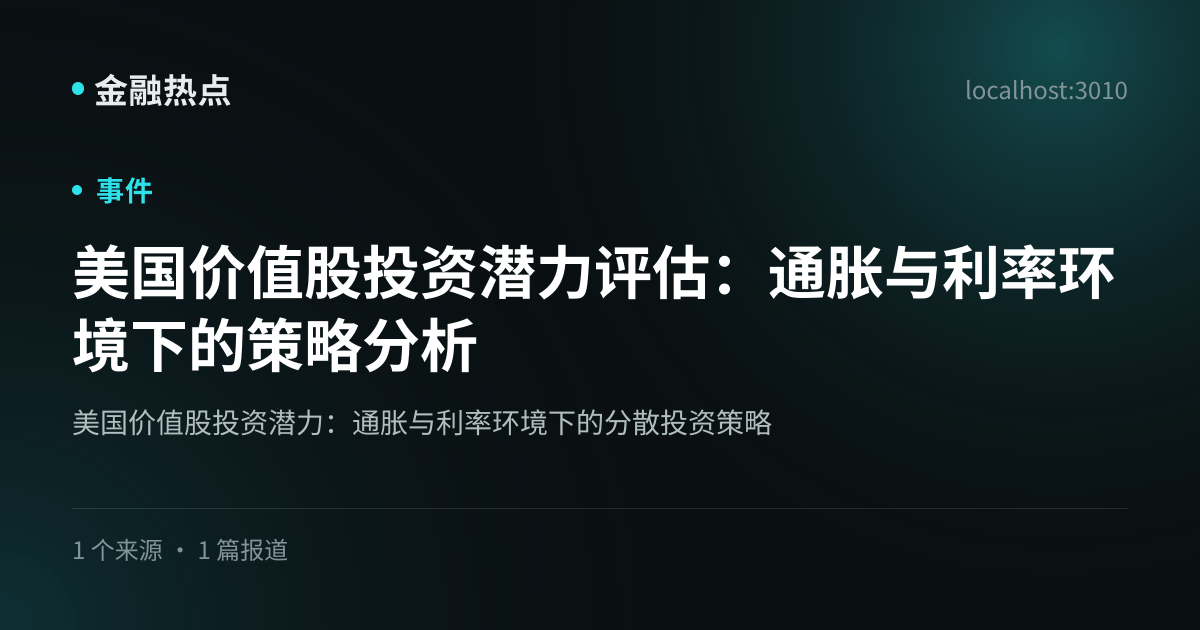 金融热点
localhost:3010
事件
美国价值股投资潜力评估：通胀与利率环
境下的策略分析
美国价值股投资潜力：通胀与利率环境下的分散投资策略
1 个来源 · 1 篇报道